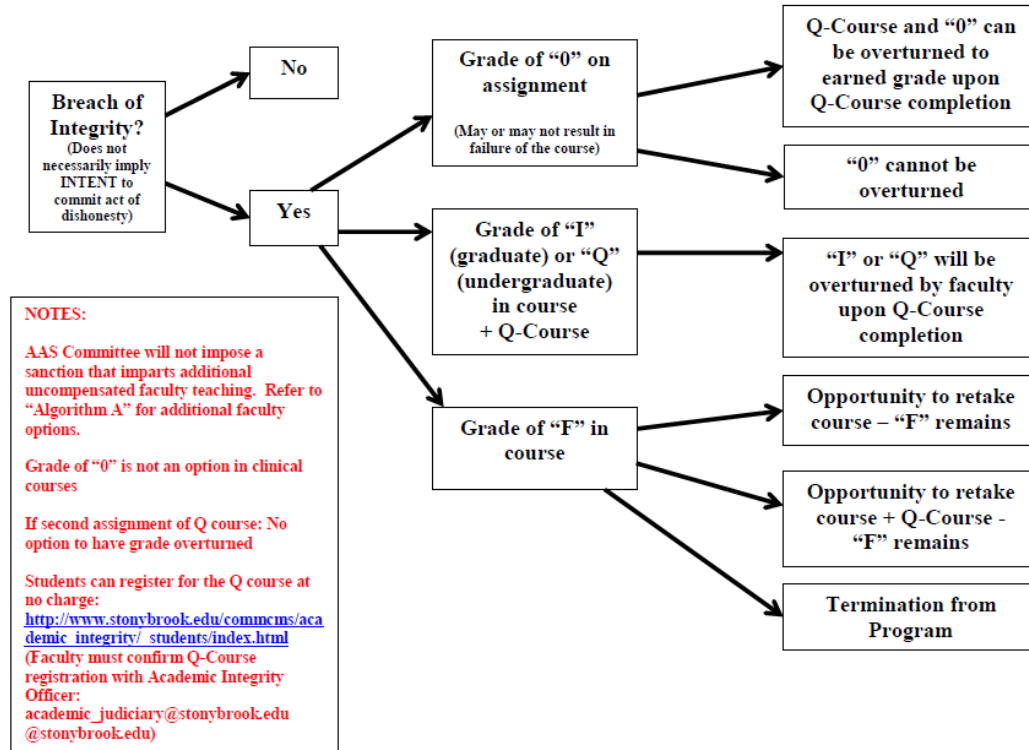 Breach of
Integrity?
(Does not
necessarily imply
INTENT to
commit act of
dishonesty)
No
Yes
Grade of “0” on
assignment
(May or may not result in
failure of the course)
Grade of “I”
(graduate) or “Q”
(undergraduate)
in course
+ Q-Course
Grade of “F” in
course
Q-Course and “0” can
be overturned to
earned grade upon
Q-Course completion
“0” cannot be
overturned
“I” or “Q” will be
overturned by faculty
upon Q-Course
completion
Opportunity to retake
course – “F” remains
Opportunity to retake
course + Q-Course -
“F” remains
Termination from
Program
NOTES:
AAS Committee will not impose a
sanction that imparts additional
uncompensated faculty teaching. Refer to
“Algorithm A” for additional faculty
options.
Grade of “0” is not an option in clinical
courses
If second assignment of Q course: No
option to have grade overturned
Students can register for the Q course at
no charge:
http://www.stonybrook.edu/commcms/aca
demic_integrity/_students/index.html
(Faculty must confirm Q-Course
registration with Academic Integrity
Officer:
academic_judiciary@stonybrook.edu
@stonybrook.edu)